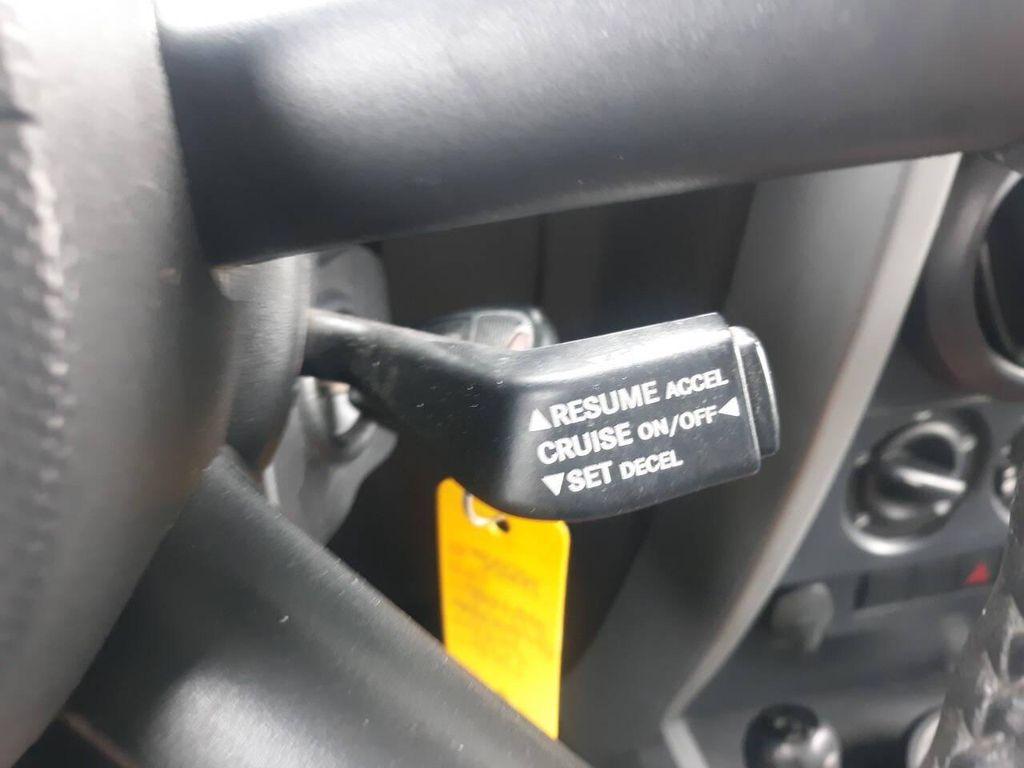 ▲RESUME ACCEL
CRUISE ON/OFF◀
▼SET DECEL